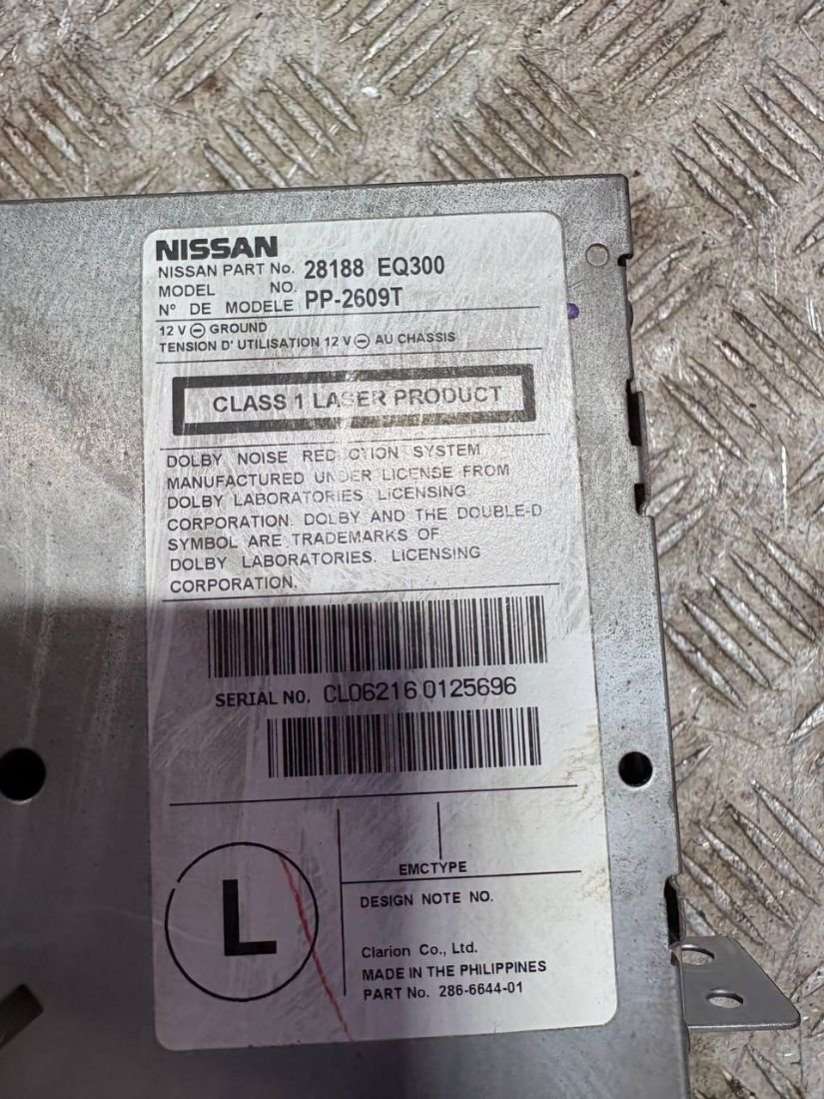 NISSAN
NISSAN PART No. 28188 EQ300
MODEL NO.
N° DE MODELE PP-2609T
12 V ⊖ GROUND
TENSION D' UTILISATION 12 V ⊖ AU CHASSIS
CLASS 1 LASER PRODUCT
DOLBY NOISE REDUCTION SYSTEM
MANUFACTURED UNDER LICENSE FROM
DOLBY LABORATORIES LICENSING
CORPORATION. DOLBY AND THE DOUBLE-D
SYMBOL ARE TRADEMARKS OF
DOLBY LABORATORIES. LICENSING
CORPORATION.
SERIAL NO. CL06216 0125696
EMCTYPE
L
DESIGN NOTE NO.
Clarion Co., Ltd.
MADE IN THE PHILIPPINES
PART No. 286-6644-01